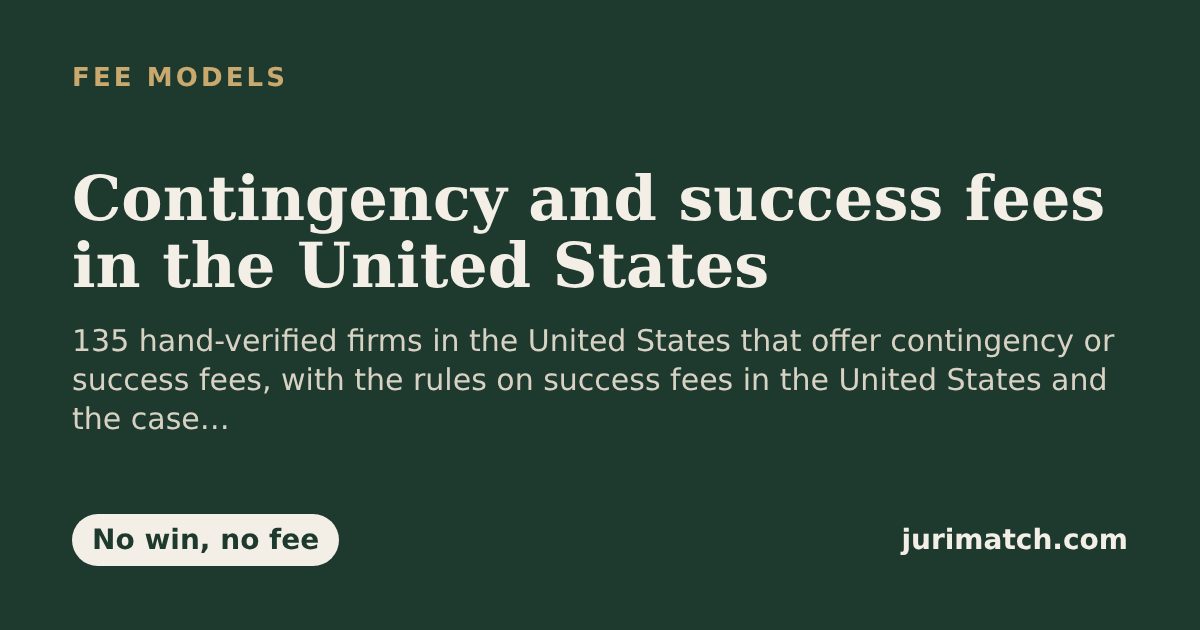 FEE MODELS
Contingency and success fees
in the United States
135 hand-verified firms in the United States that offer contingency or
success fees, with the rules on success fees in the United States and
the case…
No win, no fee
jurimatch.com